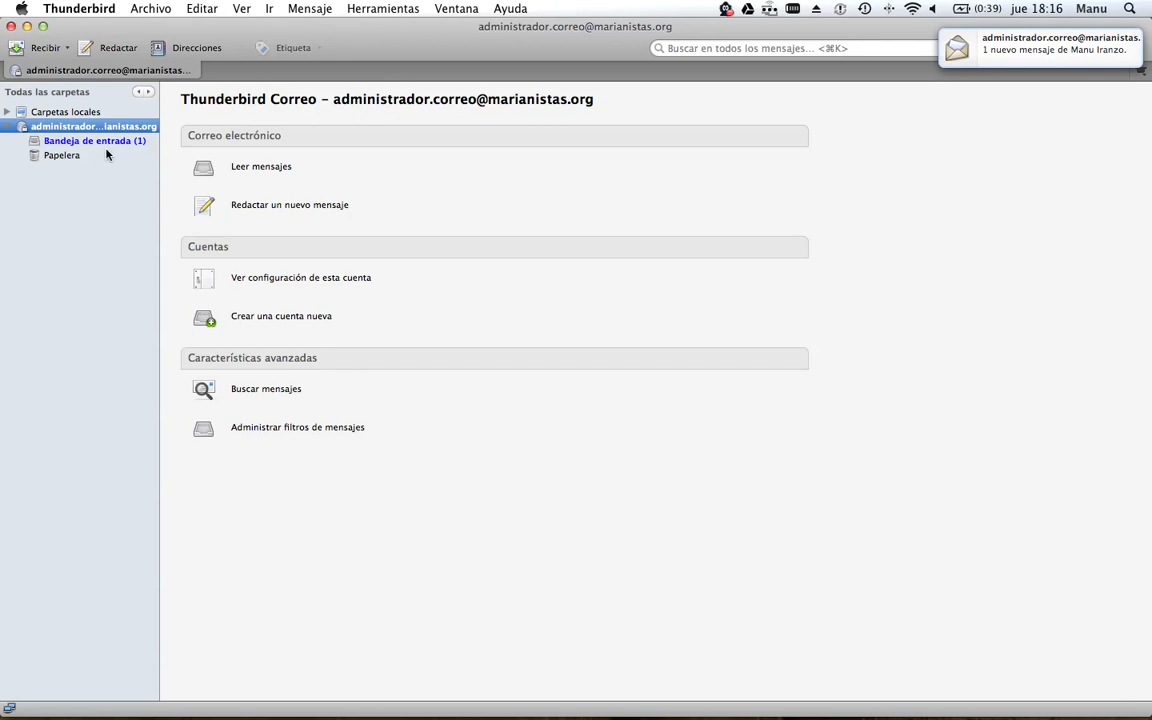 Thunderbird Archivo Editar Ver Ir Mensaje Herramientas Ventana Ayuda (0:39) jue 18:16 Manu
administrador.correo@marianistas.org
Recibir Redactar Direcciones Etiqueta Buscar en todos los mensajes... <⌘K>
administrador.correo@marianistas.
1 nuevo mensaje de Manu Iranzo.
administrador.correo@marianistas...
Todas las carpetas
Carpetas locales
administrador...ianistas.org
Bandeja de entrada (1)
Papelera
Thunderbird Correo – administrador.correo@marianistas.org
Correo electrónico
Leer mensajes
Redactar un nuevo mensaje
Cuentas
Ver configuración de esta cuenta
Crear una cuenta nueva
Características avanzadas
Buscar mensajes
Administrar filtros de mensajes